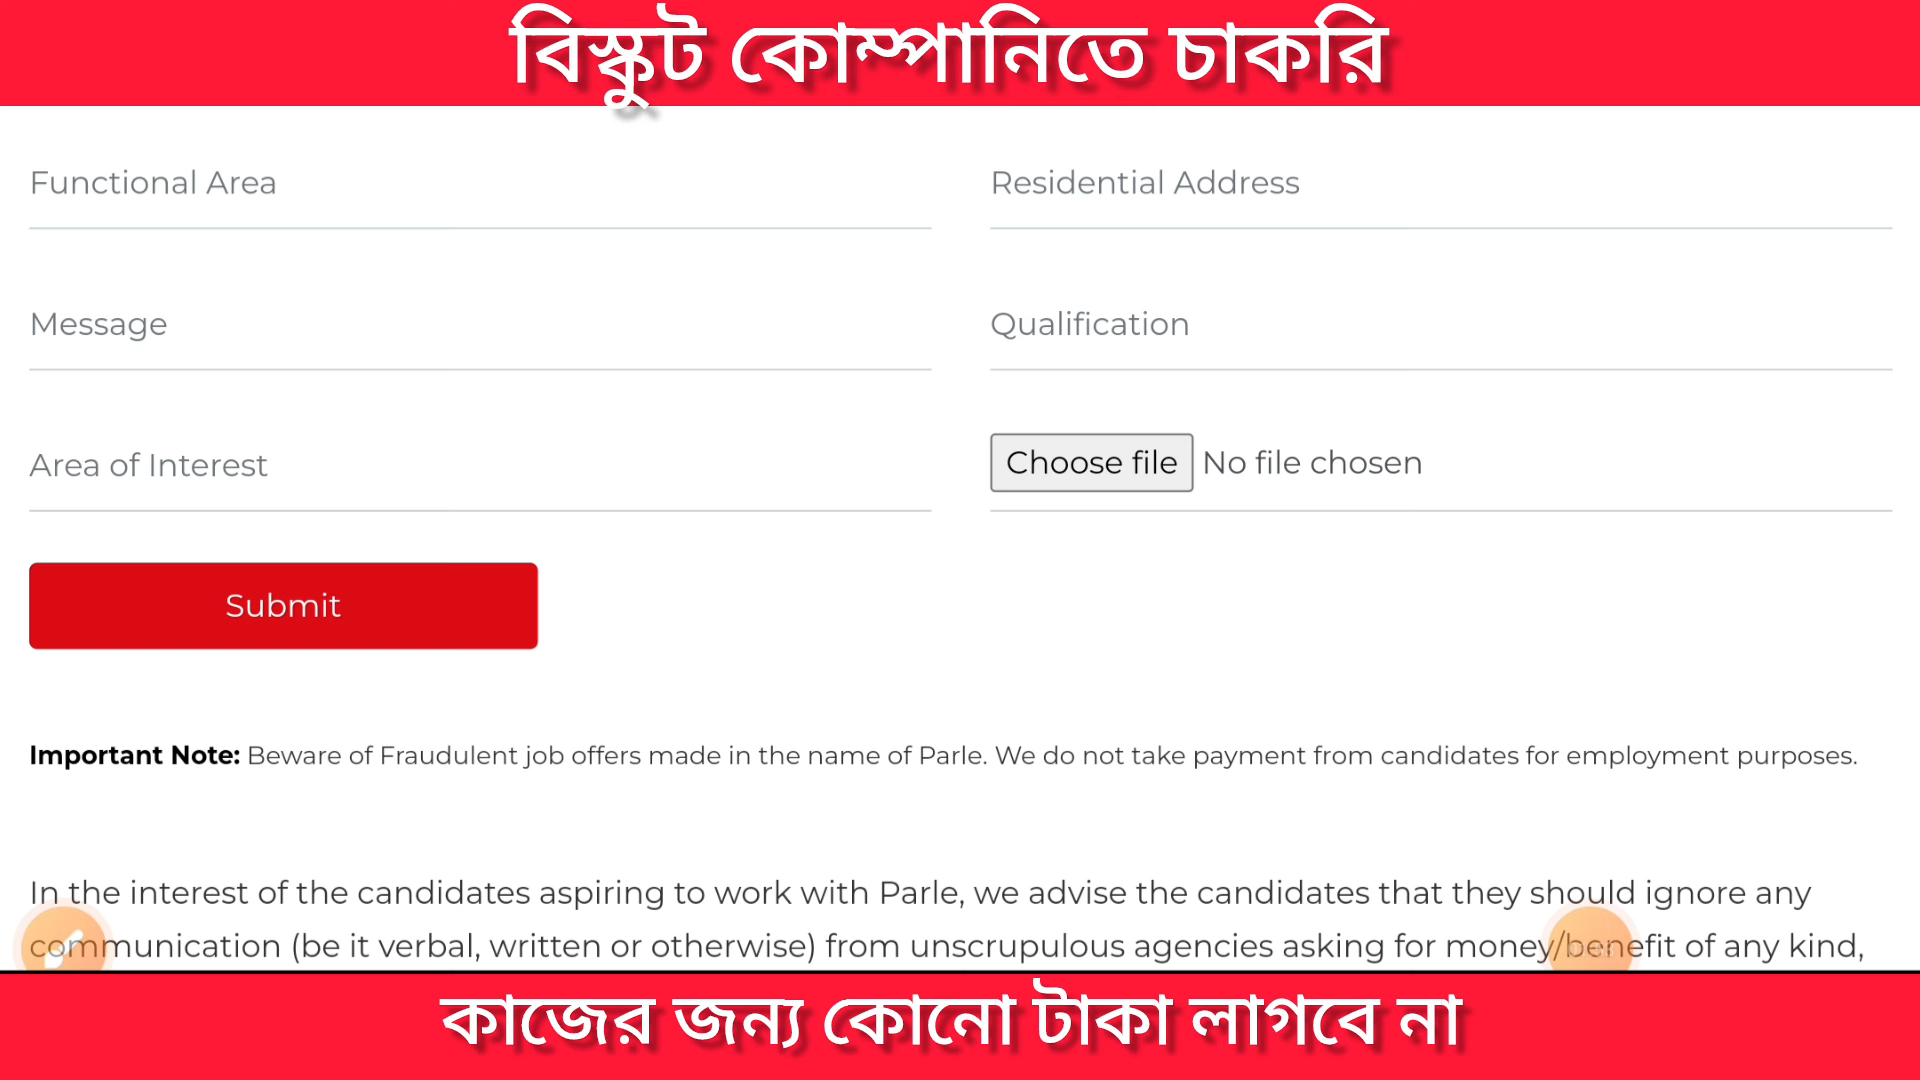 বিস্কুট কোম্পানিতে চাকরি
Functional Area
Residential Address
Message
Qualification
Area of Interest
Choose file No file chosen
Submit
Important Note: Beware of Fraudulent job offers made in the name of Parle. We do not take payment from candidates for employment purposes.
In the interest of the candidates aspiring to work with Parle, we advise the candidates that they should ignore any
communication (be it verbal, written or otherwise) from unscrupulous agencies asking for money/benefit of any kind,
কাজের জন্য কোনো টাকা লাগবে না